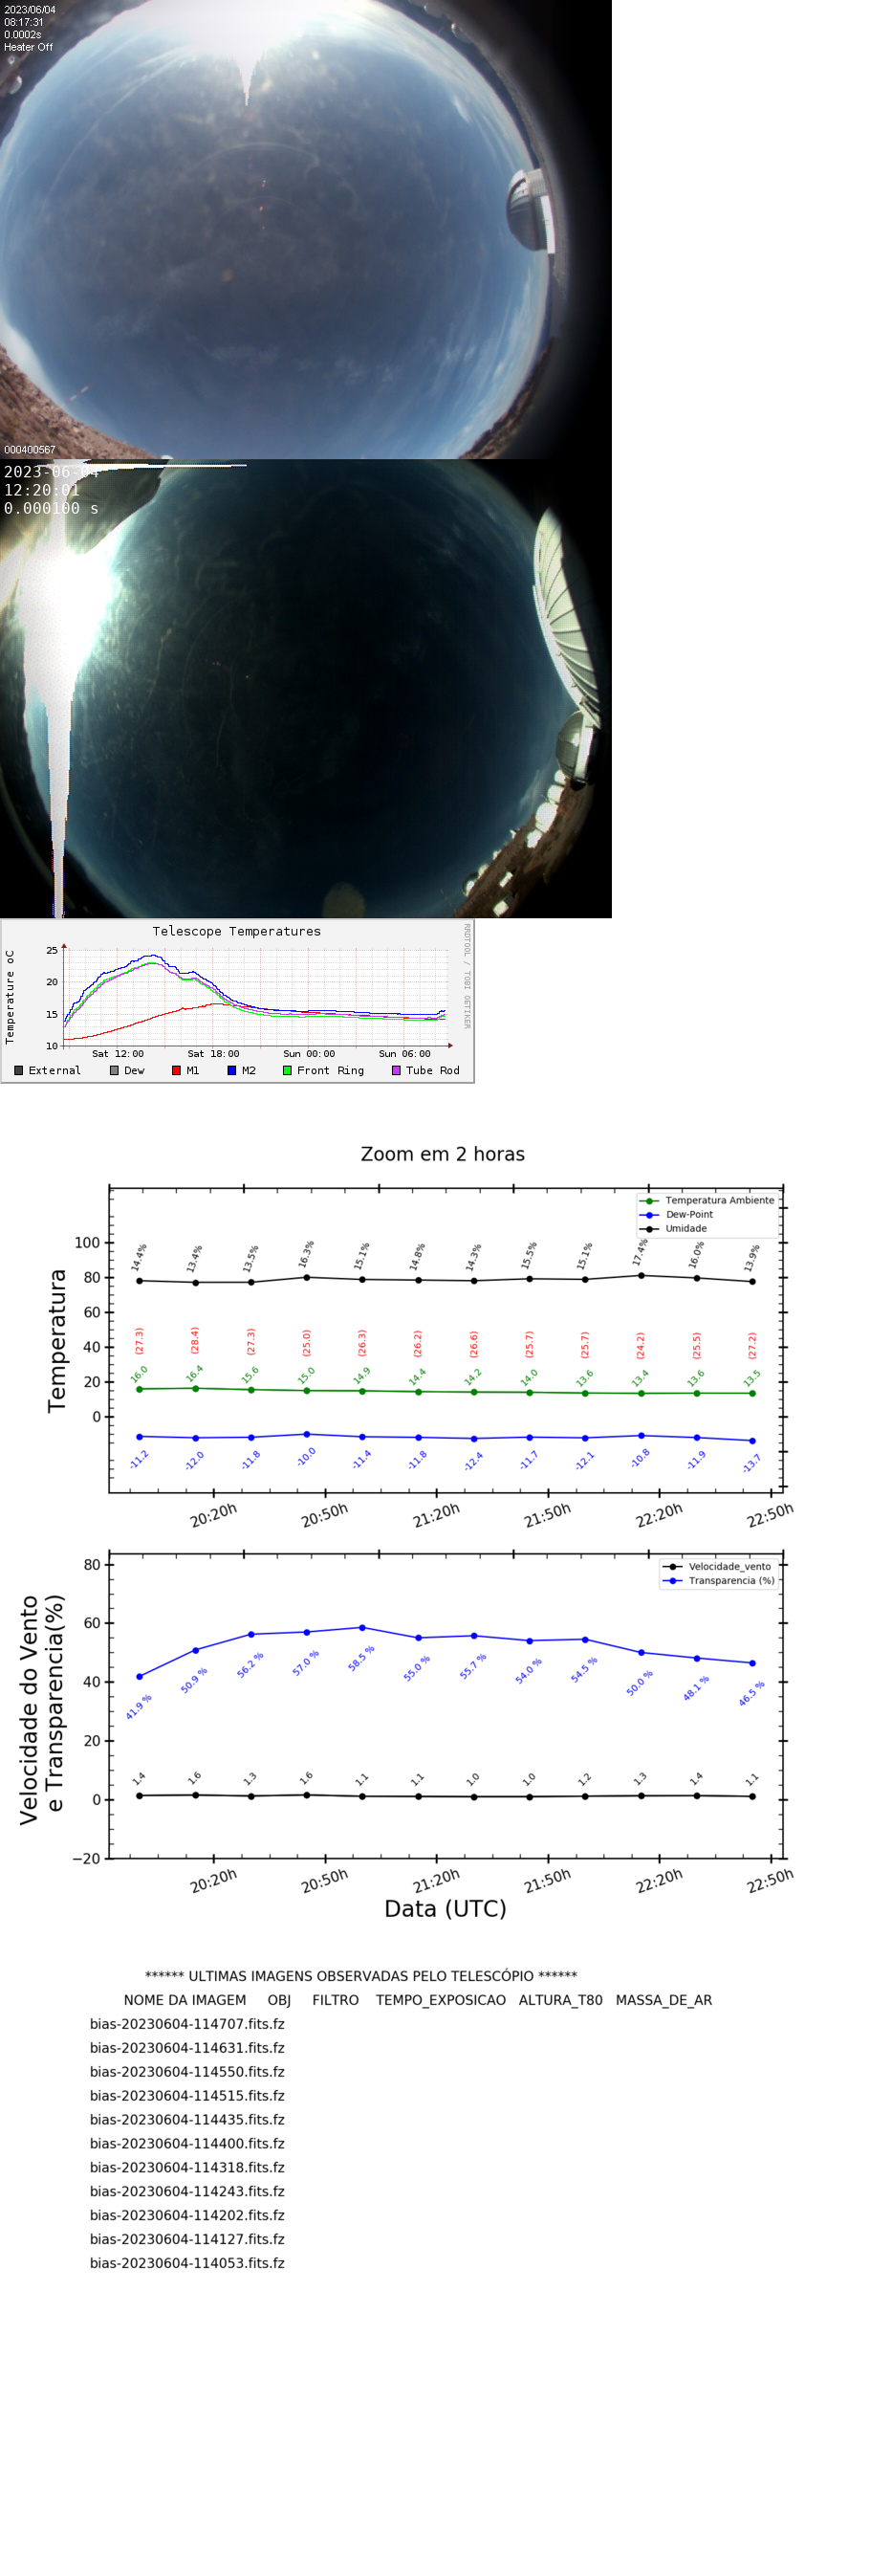 2023/06/04
08:17:31
0.0002s
Heater Off
000400567
2023-06-04
12:20:01
0.000100 s
Telescope Temperatures
RRDTOOL / TOBI OETIKER
Temperature oC
25
20
15
10
Sat 12:00 Sat 18:00 Sun 00:00 Sun 06:00
External Dew M1 M2 Front Ring Tube Rod
Zoom em 2 horas
Temperatura
Temperatura Ambiente
Dew-Point
Umidade
100
80
60
40
20
0
14.4% 13.4% 13.5% 16.3% 15.1% 14.8% 14.3% 15.5% 15.1% 17.4% 16.0% 13.9%
(27.3) (28.4) (27.3) (25.0) (26.3) (26.2) (26.6) (25.7) (25.7) (24.2) (25.5) (27.2)
16.0 16.4 15.6 15.0 14.9 14.4 14.2 14.0 13.6 13.4 13.6 13.5
-11.2 -12.0 -11.8 -10.0 -11.4 -11.8 -12.4 -11.7 -12.1 -10.8 -11.9 -13.7
20:20h 20:50h 21:20h 21:50h 22:20h 22:50h
Velocidade do Vento
e Transparencia(%)
Velocidade_vento
Transparencia (%)
80
60
40
20
0
−20
41.9 % 50.9 % 56.2 % 57.0 % 58.5 % 55.0 % 55.7 % 54.0 % 54.5 % 50.0 % 48.1 % 46.5 %
1.4 1.6 1.3 1.6 1.1 1.1 1.0 1.0 1.2 1.3 1.4 1.1
20:20h 20:50h 21:20h 21:50h 22:20h 22:50h
Data (UTC)
****** ULTIMAS IMAGENS OBSERVADAS PELO TELESCÓPIO ******
NOME DA IMAGEM OBJ FILTRO TEMPO_EXPOSICAO ALTURA_T80 MASSA_DE_AR
bias-20230604-114707.fits.fz
bias-20230604-114631.fits.fz
bias-20230604-114550.fits.fz
bias-20230604-114515.fits.fz
bias-20230604-114435.fits.fz
bias-20230604-114400.fits.fz
bias-20230604-114318.fits.fz
bias-20230604-114243.fits.fz
bias-20230604-114202.fits.fz
bias-20230604-114127.fits.fz
bias-20230604-114053.fits.fz